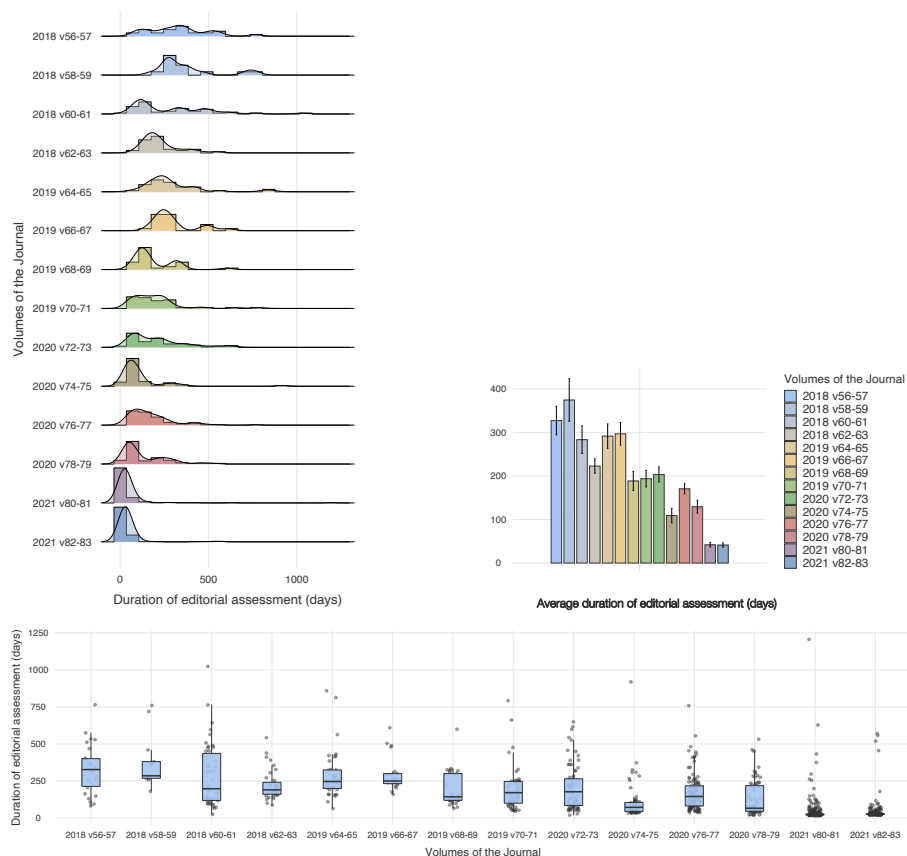 2018 v56-57
2018 v58-59
2018 v60-61
2018 v62-63
2019 v64-65
2019 v66-67
2019 v68-69
2019 v70-71
2020 v72-73
2020 v74-75
2020 v76-77
2020 v78-79
2021 v80-81
2021 v82-83
Volumes of the Journal
0 500 1000
Duration of editorial assessment (days)
400
300
200
100
0
Average duration of editorial assessment (days)
Volumes of the Journal
2018 v56-57
2018 v58-59
2018 v60-61
2018 v62-63
2019 v64-65
2019 v66-67
2019 v68-69
2019 v70-71
2020 v72-73
2020 v74-75
2020 v76-77
2020 v78-79
2021 v80-81
2021 v82-83
Duration of editorial assessment (days)
1250
1000
750
500
250
0
2018 v56-57 2018 v58-59 2018 v60-61 2018 v62-63 2019 v64-65 2019 v66-67 2019 v68-69 2019 v70-71 2020 v72-73 2020 v74-75 2020 v76-77 2020 v78-79 2021 v80-81 2021 v82-83
Volumes of the Journal